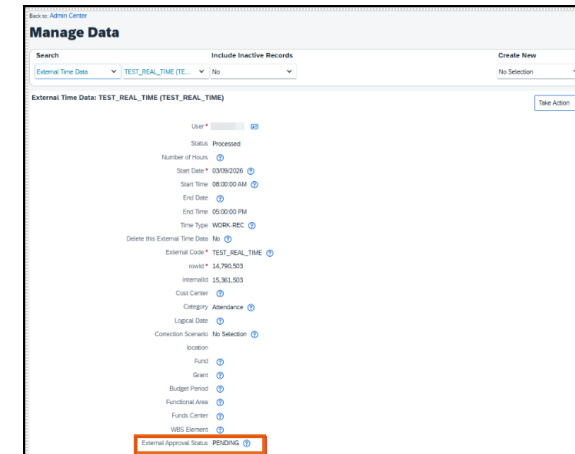 Back to: Admin Center
Manage Data
Search Include Inactive Records Create New
External Time Data TEST_REAL_TIME (TE... No No Selection
External Time Data: TEST_REAL_TIME (TEST_REAL_TIME) Take Action
User *
Status Processed
Number of Hours
Start Date * 03/09/2026
Start Time 08:00:00 AM
End Date
End Time 05:00:00 PM
Time Type WORK-REC
Delete this External Time Data No
External Code * TEST_REAL_TIME
rowId * 14,790,503
internalId 15,361,503
Cost Center
Category Attendance
Logical Date
Correction Scenario No Selection
location
Fund
Grant
Budget Period
Functional Area
Funds Center
WBS Element
External Approval Status PENDING